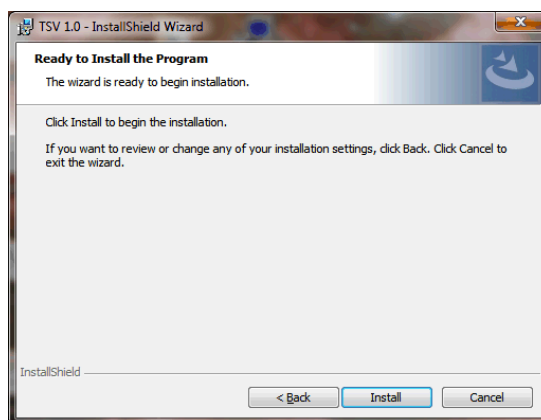 TSV 1.0 - InstallShield Wizard
Ready to Install the Program
The wizard is ready to begin installation.
Click Install to begin the installation.
If you want to review or change any of your installation settings, click Back. Click Cancel to
exit the wizard.
InstallShield
< Back Install Cancel